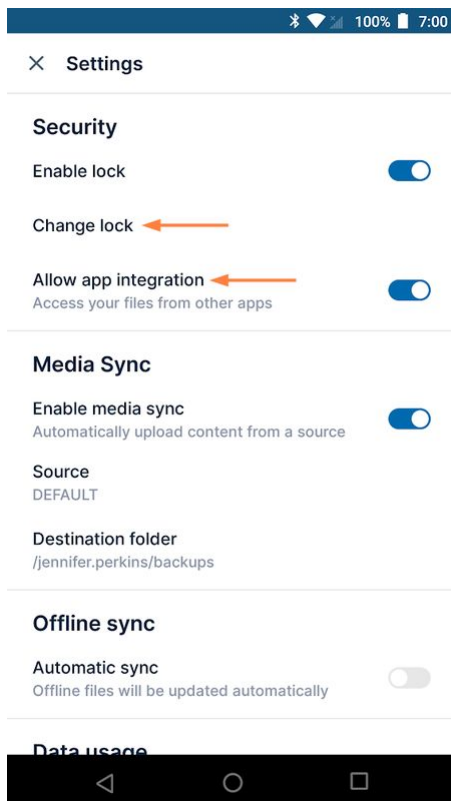 100% 7:00
Settings
Security
Enable lock
Change lock
Allow app integration
Access your files from other apps
Media Sync
Enable media sync
Automatically upload content from a source
Source
DEFAULT
Destination folder
/jennifer.perkins/backups
Offline sync
Automatic sync
Offline files will be updated automatically
Data usage